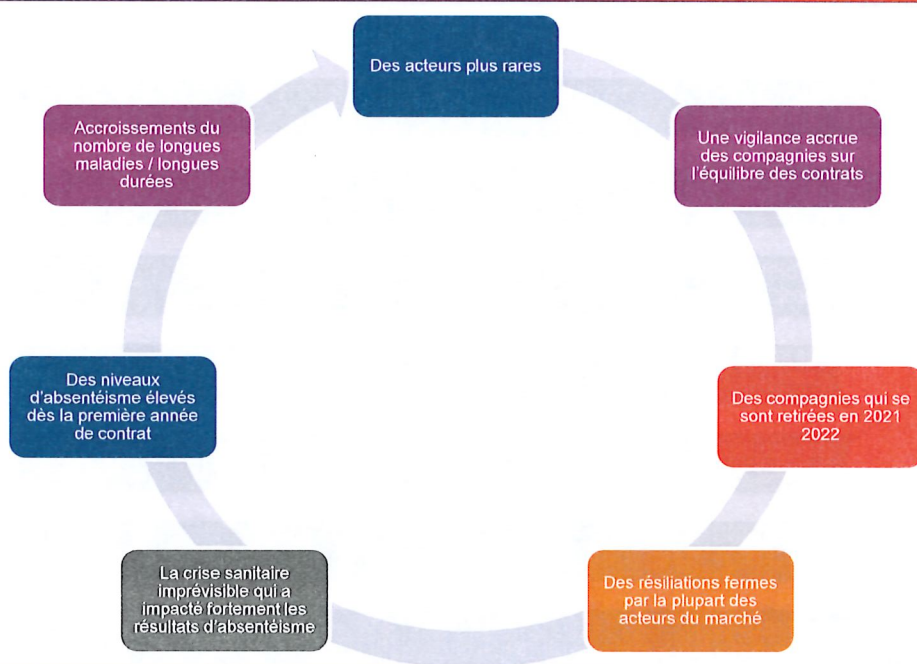 Des acteurs plus rares
Une vigilance accrue
des compagnies sur
l'équilibre des contrats
Des compagnies qui se
sont retirées en 2021
2022
Des résiliations fermes
par la plupart des
acteurs du marché
La crise sanitaire
imprévisible qui a
impacté fortement les
résultats d'absentéisme
Des niveaux
d'absentéisme élevés
dès la première année
de contrat
Accroissements du
nombre de longues
maladies / longues
durées